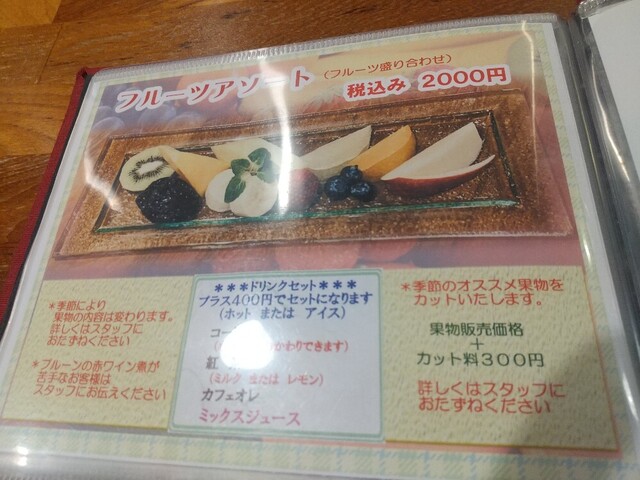 フルーツアソート (フルーツ盛り合わせ)
税込み 2000円
*季節により
果物の内容は変わります。
詳しくはスタッフに
おたずねください
*プルーンの赤ワイン煮が
苦手なお客様は
スタッフにお伝えください
***ドリンクセット***
プラス400円でセットになります
(ホット または アイス)
コー
かわりできます)
紅
(ミルク または レモン)
カフェオレ
ミックスジュース
*季節のオススメ果物を
カットいたします。
果物販売価格
+
カット料300円
詳しくはスタッフに
おたずねください